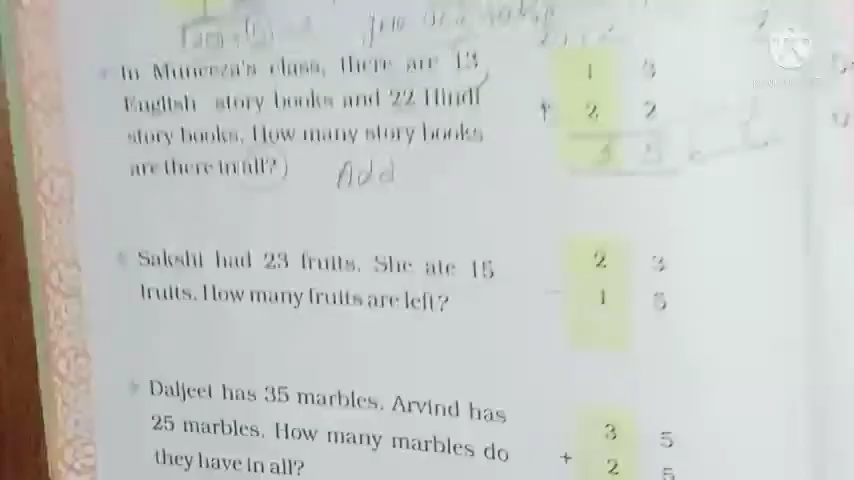 In Muneeza's class, there are 13
English story books and 22 Hindi
story books. How many story books
are there in all?
Add
1 3
+ 2 2
3 5
Sakshi had 23 fruits. She ate 15
fruits. How many fruits are left?
2 3
- 1 5
Daljeet has 35 marbles. Arvind has
25 marbles. How many marbles do
they have in all?
3 5
+ 2 5